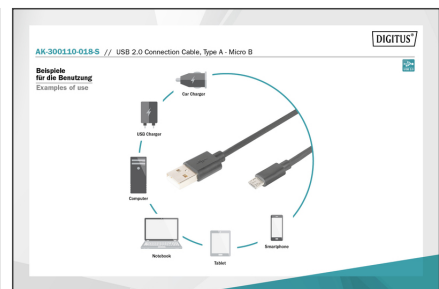 DIGITUS®
AK-300110-018-S // USB 2.0 Connection Cable, Type A - Micro B
Beispiele
für die Benutzung
Examples of use
Car Charger
USB Charger
Computer
Notebook
Tablet
Smartphone